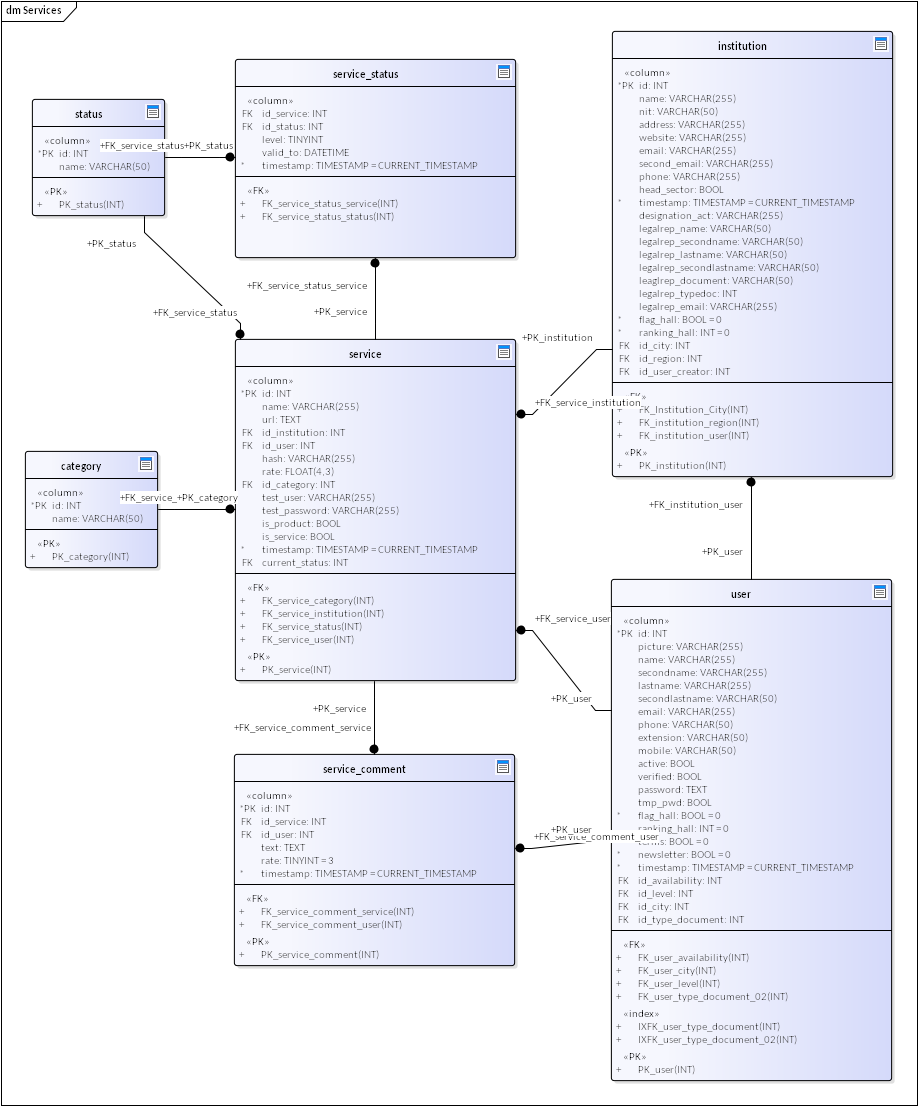 dm Services
status
«column»
*PK id: INT
name: VARCHAR(50)
«PK»
+ PK_status(INT)
+FK_service_status
+PK_status
service_status
«column»
FK id_service: INT
FK id_status: INT
level: TINYINT
valid_to: DATETIME
* timestamp: TIMESTAMP = CURRENT_TIMESTAMP
«FK»
+ FK_service_status_service(INT)
+ FK_service_status_status(INT)
+PK_status
+FK_service_status
+FK_service_status_service
+PK_service
institution
«column»
*PK id: INT
name: VARCHAR(255)
nit: VARCHAR(50)
address: VARCHAR(255)
website: VARCHAR(255)
email: VARCHAR(255)
second_email: VARCHAR(255)
phone: VARCHAR(255)
head_sector: BOOL
* timestamp: TIMESTAMP = CURRENT_TIMESTAMP
designation_act: VARCHAR(255)
legalrep_name: VARCHAR(50)
legalrep_secondname: VARCHAR(50)
legalrep_lastname: VARCHAR(50)
legalrep_secondlastname: VARCHAR(50)
leaglrep_document: VARCHAR(50)
legalrep_typedoc: INT
legalrep_email: VARCHAR(255)
* flag_hall: BOOL = 0
* ranking_hall: INT = 0
FK id_city: INT
FK id_region: INT
FK id_user_creator: INT
«FK»
+ FK_Institution_City(INT)
+ FK_institution_region(INT)
+ FK_institution_user(INT)
«PK»
+ PK_institution(INT)
+PK_institution
+FK_service_institution
service
«column»
*PK id: INT
name: VARCHAR(255)
url: TEXT
FK id_institution: INT
FK id_user: INT
hash: VARCHAR(255)
rate: FLOAT(4,3)
FK id_category: INT
test_user: VARCHAR(255)
test_password: VARCHAR(255)
is_product: BOOL
is_service: BOOL
* timestamp: TIMESTAMP = CURRENT_TIMESTAMP
FK current_status: INT
«FK»
+ FK_service_category(INT)
+ FK_service_institution(INT)
+ FK_service_status(INT)
+ FK_service_user(INT)
«PK»
+ PK_service(INT)
category
«column»
*PK id: INT
name: VARCHAR(50)
«PK»
+ PK_category(INT)
+FK_service_
+PK_category
+FK_institution_user
+PK_user
+FK_service_user
+PK_user
+PK_service
+FK_service_comment_service
service_comment
«column»
*PK id: INT
FK id_service: INT
FK id_user: INT
text: TEXT
rate: TINYINT = 3
* timestamp: TIMESTAMP = CURRENT_TIMESTAMP
«FK»
+ FK_service_comment_service(INT)
+ FK_service_comment_user(INT)
«PK»
+ PK_service_comment(INT)
+PK_user
+FK_service_comment_user
user
«column»
*PK id: INT
picture: VARCHAR(255)
name: VARCHAR(255)
secondname: VARCHAR(255)
lastname: VARCHAR(255)
secondlastname: VARCHAR(50)
email: VARCHAR(255)
phone: VARCHAR(50)
extension: VARCHAR(50)
mobile: VARCHAR(50)
active: BOOL
verified: BOOL
password: TEXT
tmp_pwd: BOOL
* flag_hall: BOOL = 0
ranking_hall: INT = 0
terms: BOOL = 0
* newsletter: BOOL = 0
* timestamp: TIMESTAMP = CURRENT_TIMESTAMP
FK id_availability: INT
FK id_level: INT
FK id_city: INT
FK id_type_document: INT
«FK»
+ FK_user_availability(INT)
+ FK_user_city(INT)
+ FK_user_level(INT)
+ FK_user_type_document_02(INT)
«index»
+ IXFK_user_type_document(INT)
+ IXFK_user_type_document_02(INT)
«PK»
+ PK_user(INT)